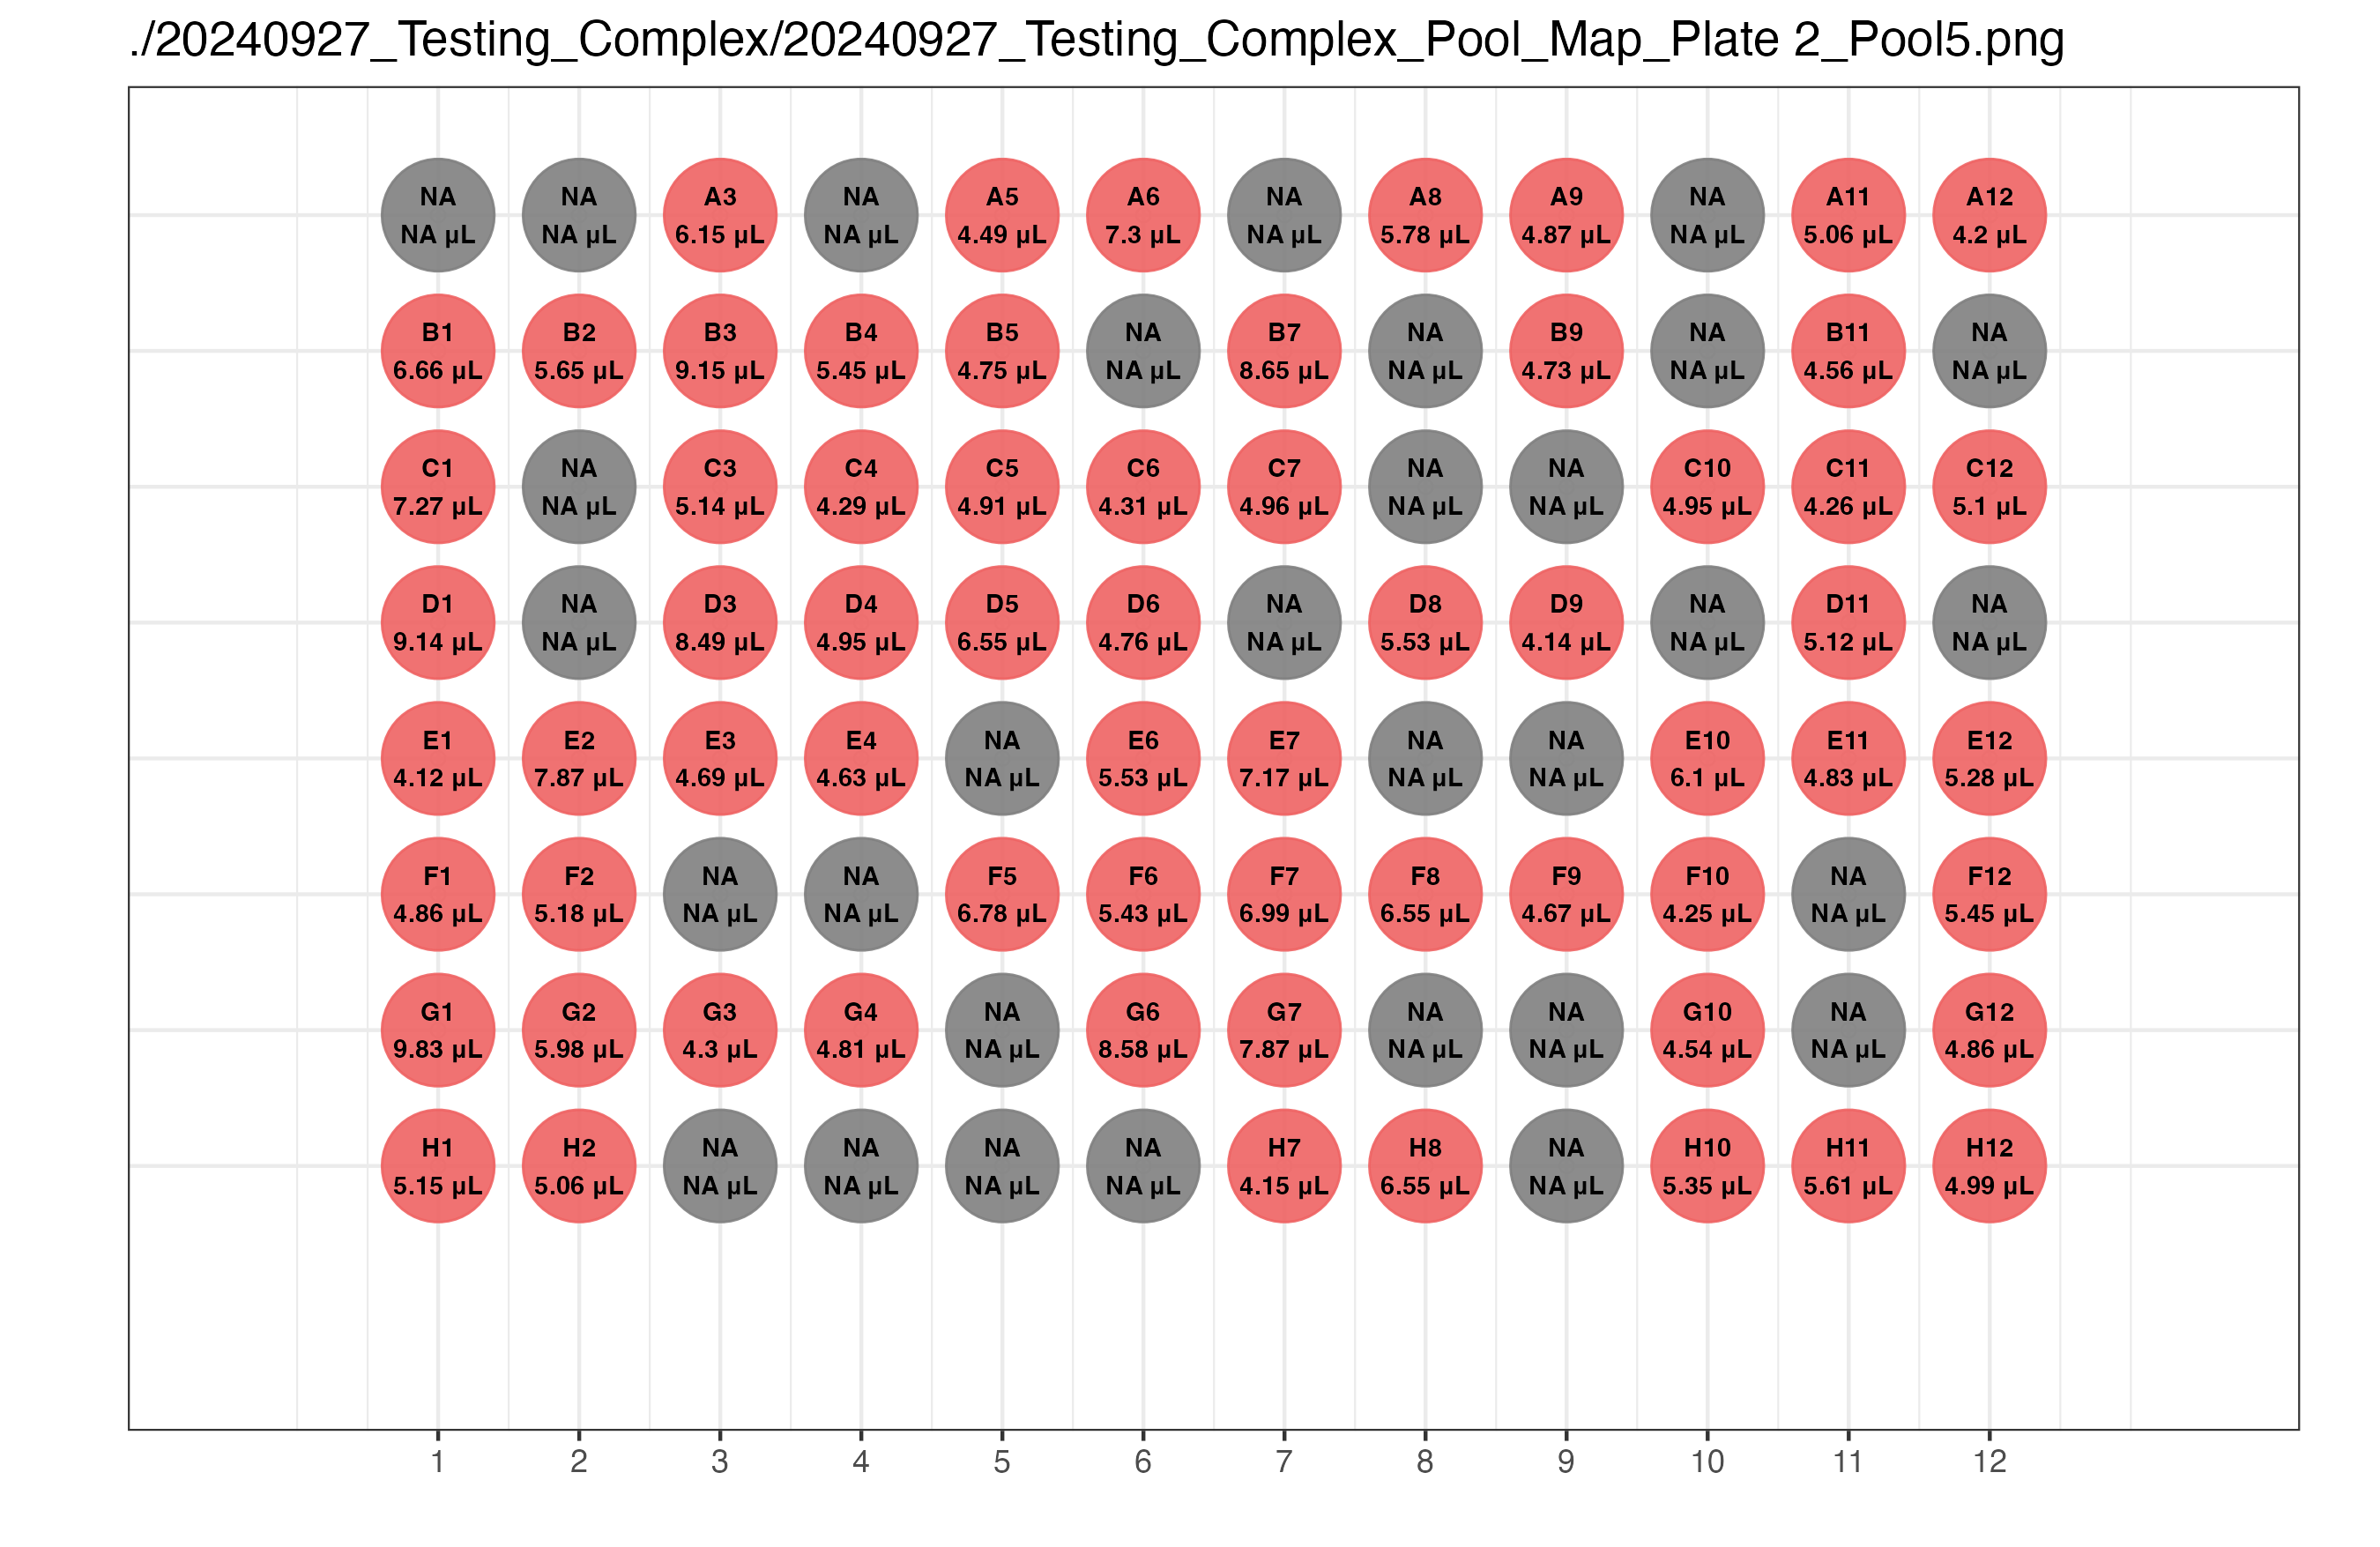 ./20240927_Testing_Complex/20240927_Testing_Complex_Pool_Map_Plate 2_Pool5.png
NA NA A3 NA A5 A6 NA A8 A9 NA A11 A12
NA µL NA µL 6.15 µL NA µL 4.49 µL 7.3 µL NA µL 5.78 µL 4.87 µL NA µL 5.06 µL 4.2 µL
B1 B2 B3 B4 B5 NA B7 NA B9 NA B11 NA
6.66 µL 5.65 µL 9.15 µL 5.45 µL 4.75 µL NA µL 8.65 µL NA µL 4.73 µL NA µL 4.56 µL NA µL
C1 NA C3 C4 C5 C6 C7 NA NA C10 C11 C12
7.27 µL NA µL 5.14 µL 4.29 µL 4.91 µL 4.31 µL 4.96 µL NA µL NA µL 4.95 µL 4.26 µL 5.1 µL
D1 NA D3 D4 D5 D6 NA D8 D9 NA D11 NA
9.14 µL NA µL 8.49 µL 4.95 µL 6.55 µL 4.76 µL NA µL 5.53 µL 4.14 µL NA µL 5.12 µL NA µL
E1 E2 E3 E4 NA E6 E7 NA NA E10 E11 E12
4.12 µL 7.87 µL 4.69 µL 4.63 µL NA µL 5.53 µL 7.17 µL NA µL NA µL 6.1 µL 4.83 µL 5.28 µL
F1 F2 NA NA F5 F6 F7 F8 F9 F10 NA F12
4.86 µL 5.18 µL NA µL NA µL 6.78 µL 5.43 µL 6.99 µL 6.55 µL 4.67 µL 4.25 µL NA µL 5.45 µL
G1 G2 G3 G4 NA G6 G7 NA NA G10 NA G12
9.83 µL 5.98 µL 4.3 µL 4.81 µL NA µL 8.58 µL 7.87 µL NA µL NA µL 4.54 µL NA µL 4.86 µL
H1 H2 NA NA NA NA H7 H8 NA H10 H11 H12
5.15 µL 5.06 µL NA µL NA µL NA µL NA µL 4.15 µL 6.55 µL NA µL 5.35 µL 5.61 µL 4.99 µL
1 2 3 4 5 6 7 8 9 10 11 12